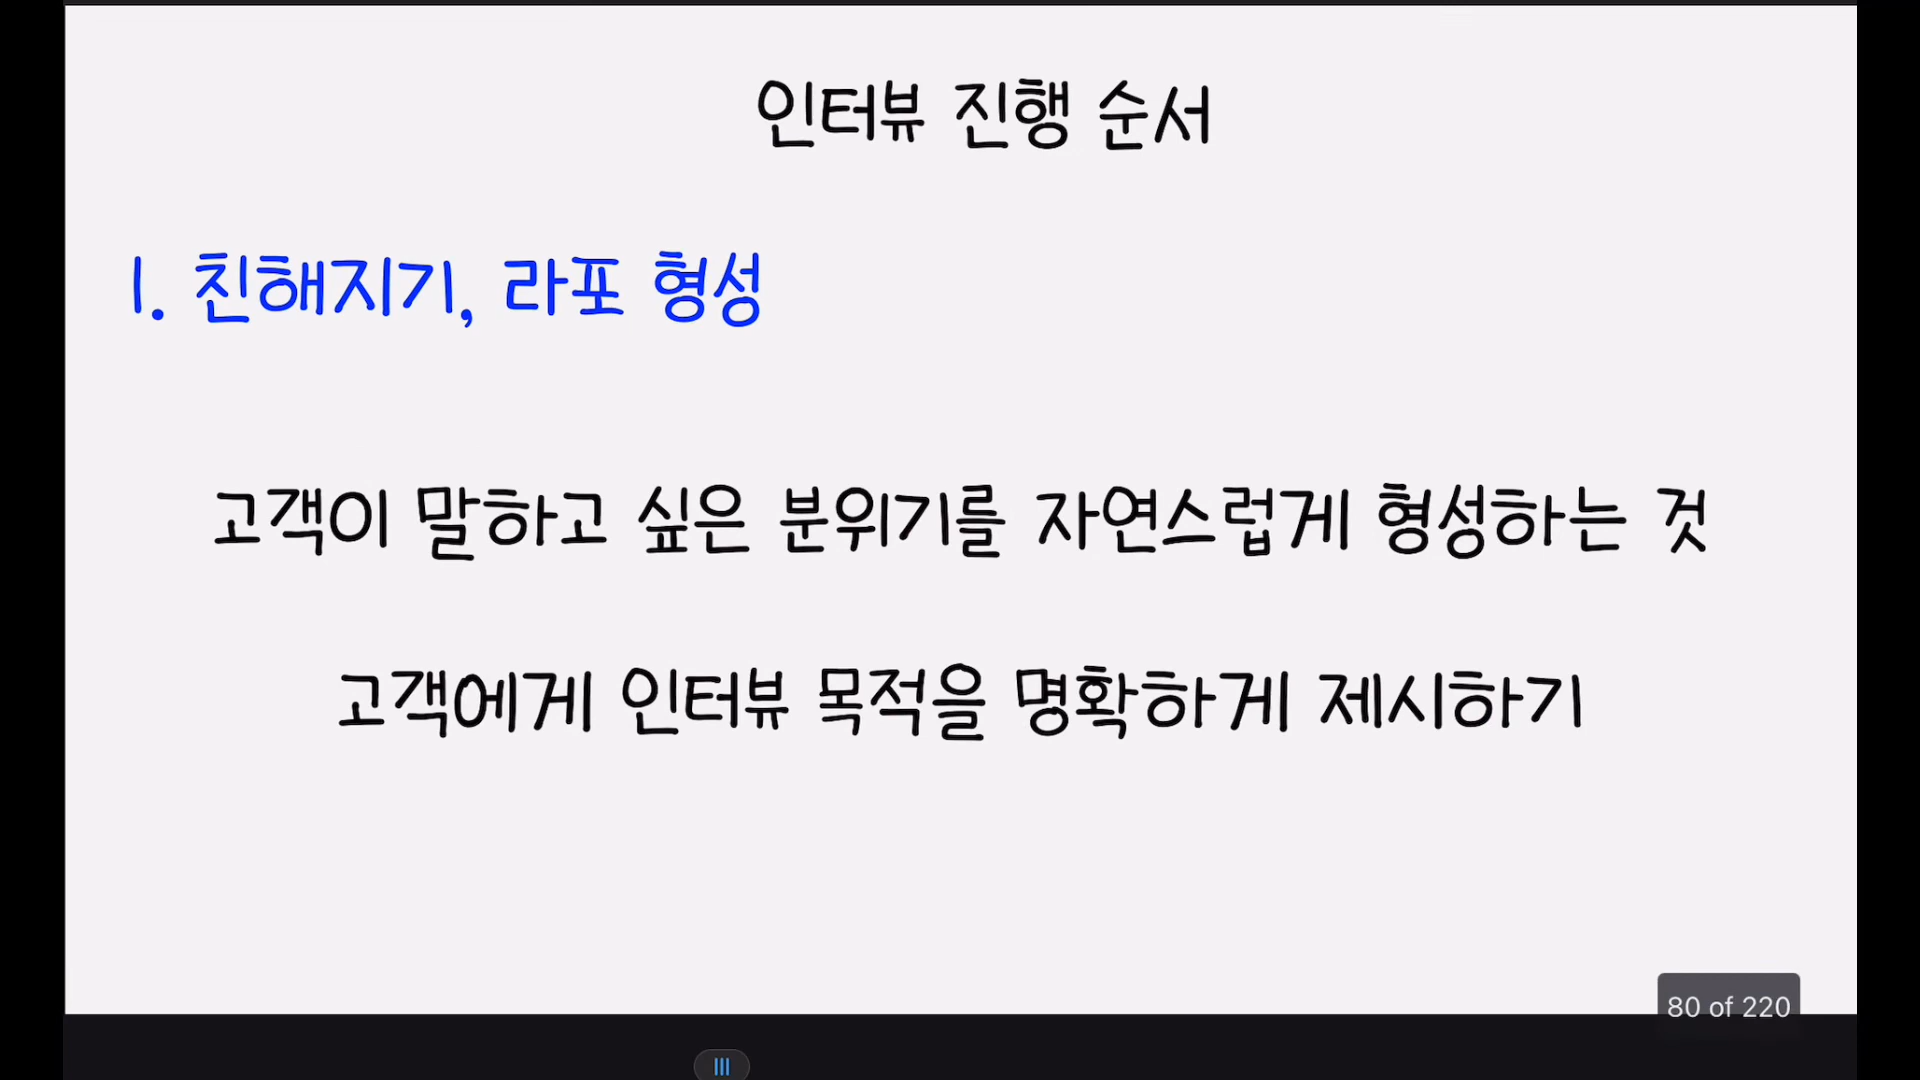 인터뷰 진행 순서
1. 친해지기, 라포 형성
고객이 말하고 싶은 분위기를 자연스럽게 형성하는 것
고객에게 인터뷰 목적을 명확하게 제시하기
80 of 220